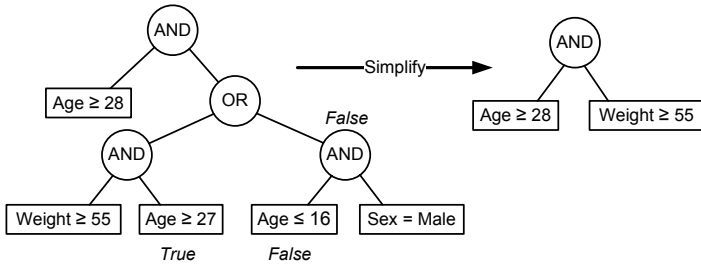 AND
AND
Simplify
Age ≥ 28
OR
False
Age ≥ 28
Weight ≥ 55
AND
AND
Weight ≥ 55
Age ≥ 27
Age ≤ 16
Sex = Male
True
False